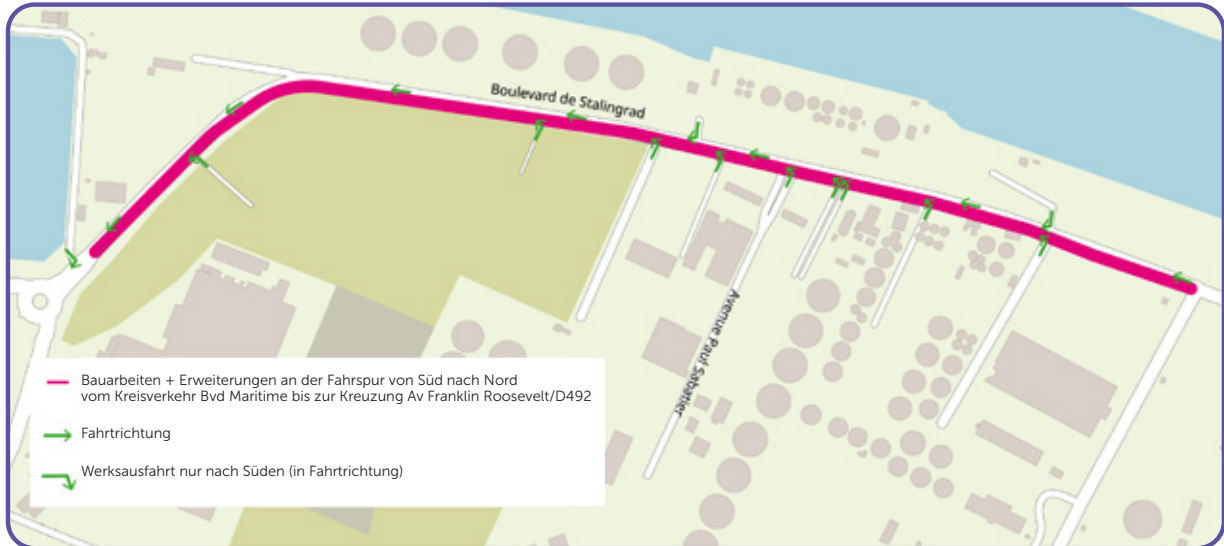 Boulevard de Stalingrad
Avenue Paul Sabatier
Bauarbeiten + Erweiterungen an der Fahrspur von Süd nach Nord
vom Kreisverkehr Bvd Maritime bis zur Kreuzung Av Franklin Roosevelt/D492
Fahrtrichtung
Werksausfahrt nur nach Süden (in Fahrtrichtung)